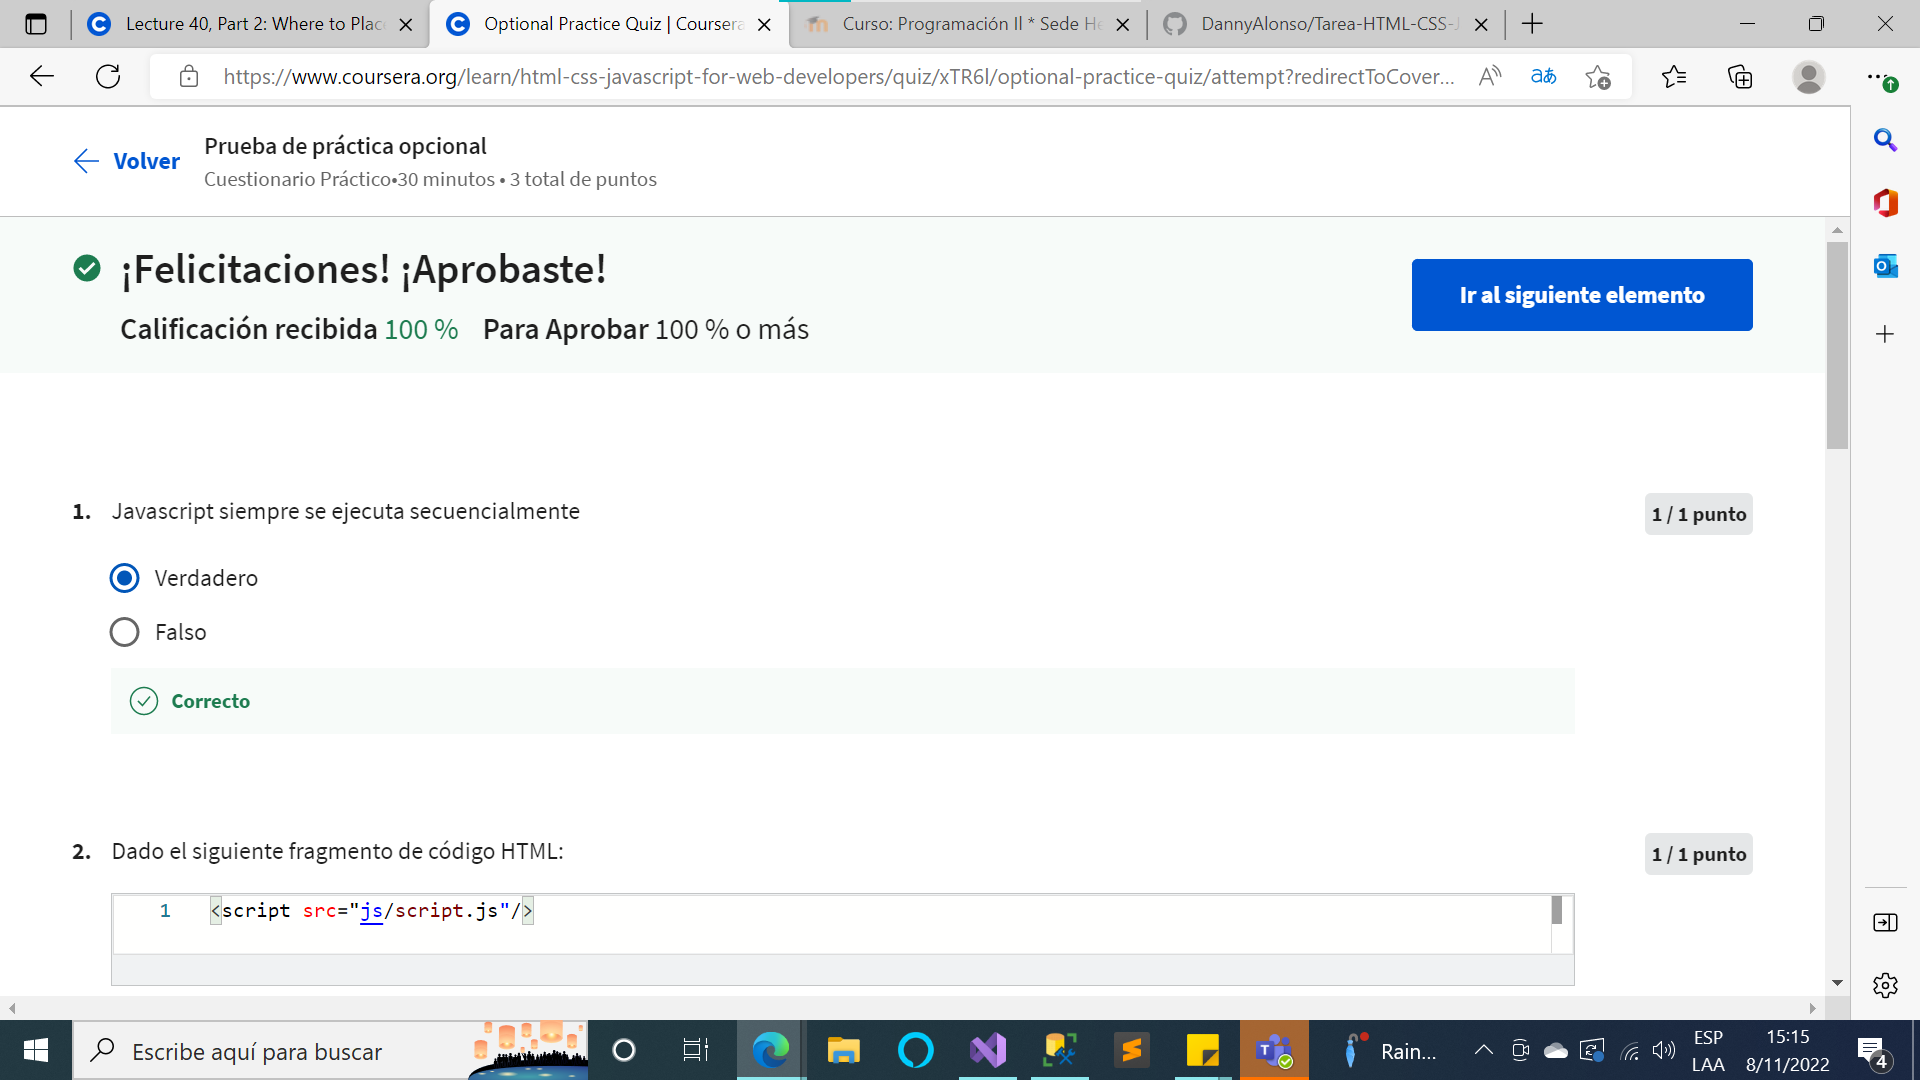 Lecture 40, Part 2: Where to Plac
Optional Practice Quiz | Coursera
Curso: Programación II * Sede He
DannyAlonso/Tarea-HTML-CSS-J
https://www.coursera.org/learn/html-css-javascript-for-web-developers/quiz/xTR6l/optional-practice-quiz/attempt?redirectToCover...
Volver
Prueba de práctica opcional
Cuestionario Práctico•30 minutos • 3 total de puntos
¡Felicitaciones! ¡Aprobaste!
Calificación recibida 100 % Para Aprobar 100 % o más
Ir al siguiente elemento
1. Javascript siempre se ejecuta secuencialmente
1 / 1 punto
Verdadero
Falso
Correcto
2. Dado el siguiente fragmento de código HTML:
1 / 1 punto
1 <script src="js/script.js"/>
Escribe aquí para buscar
Rain...
ESP
LAA
15:15
8/11/2022
4